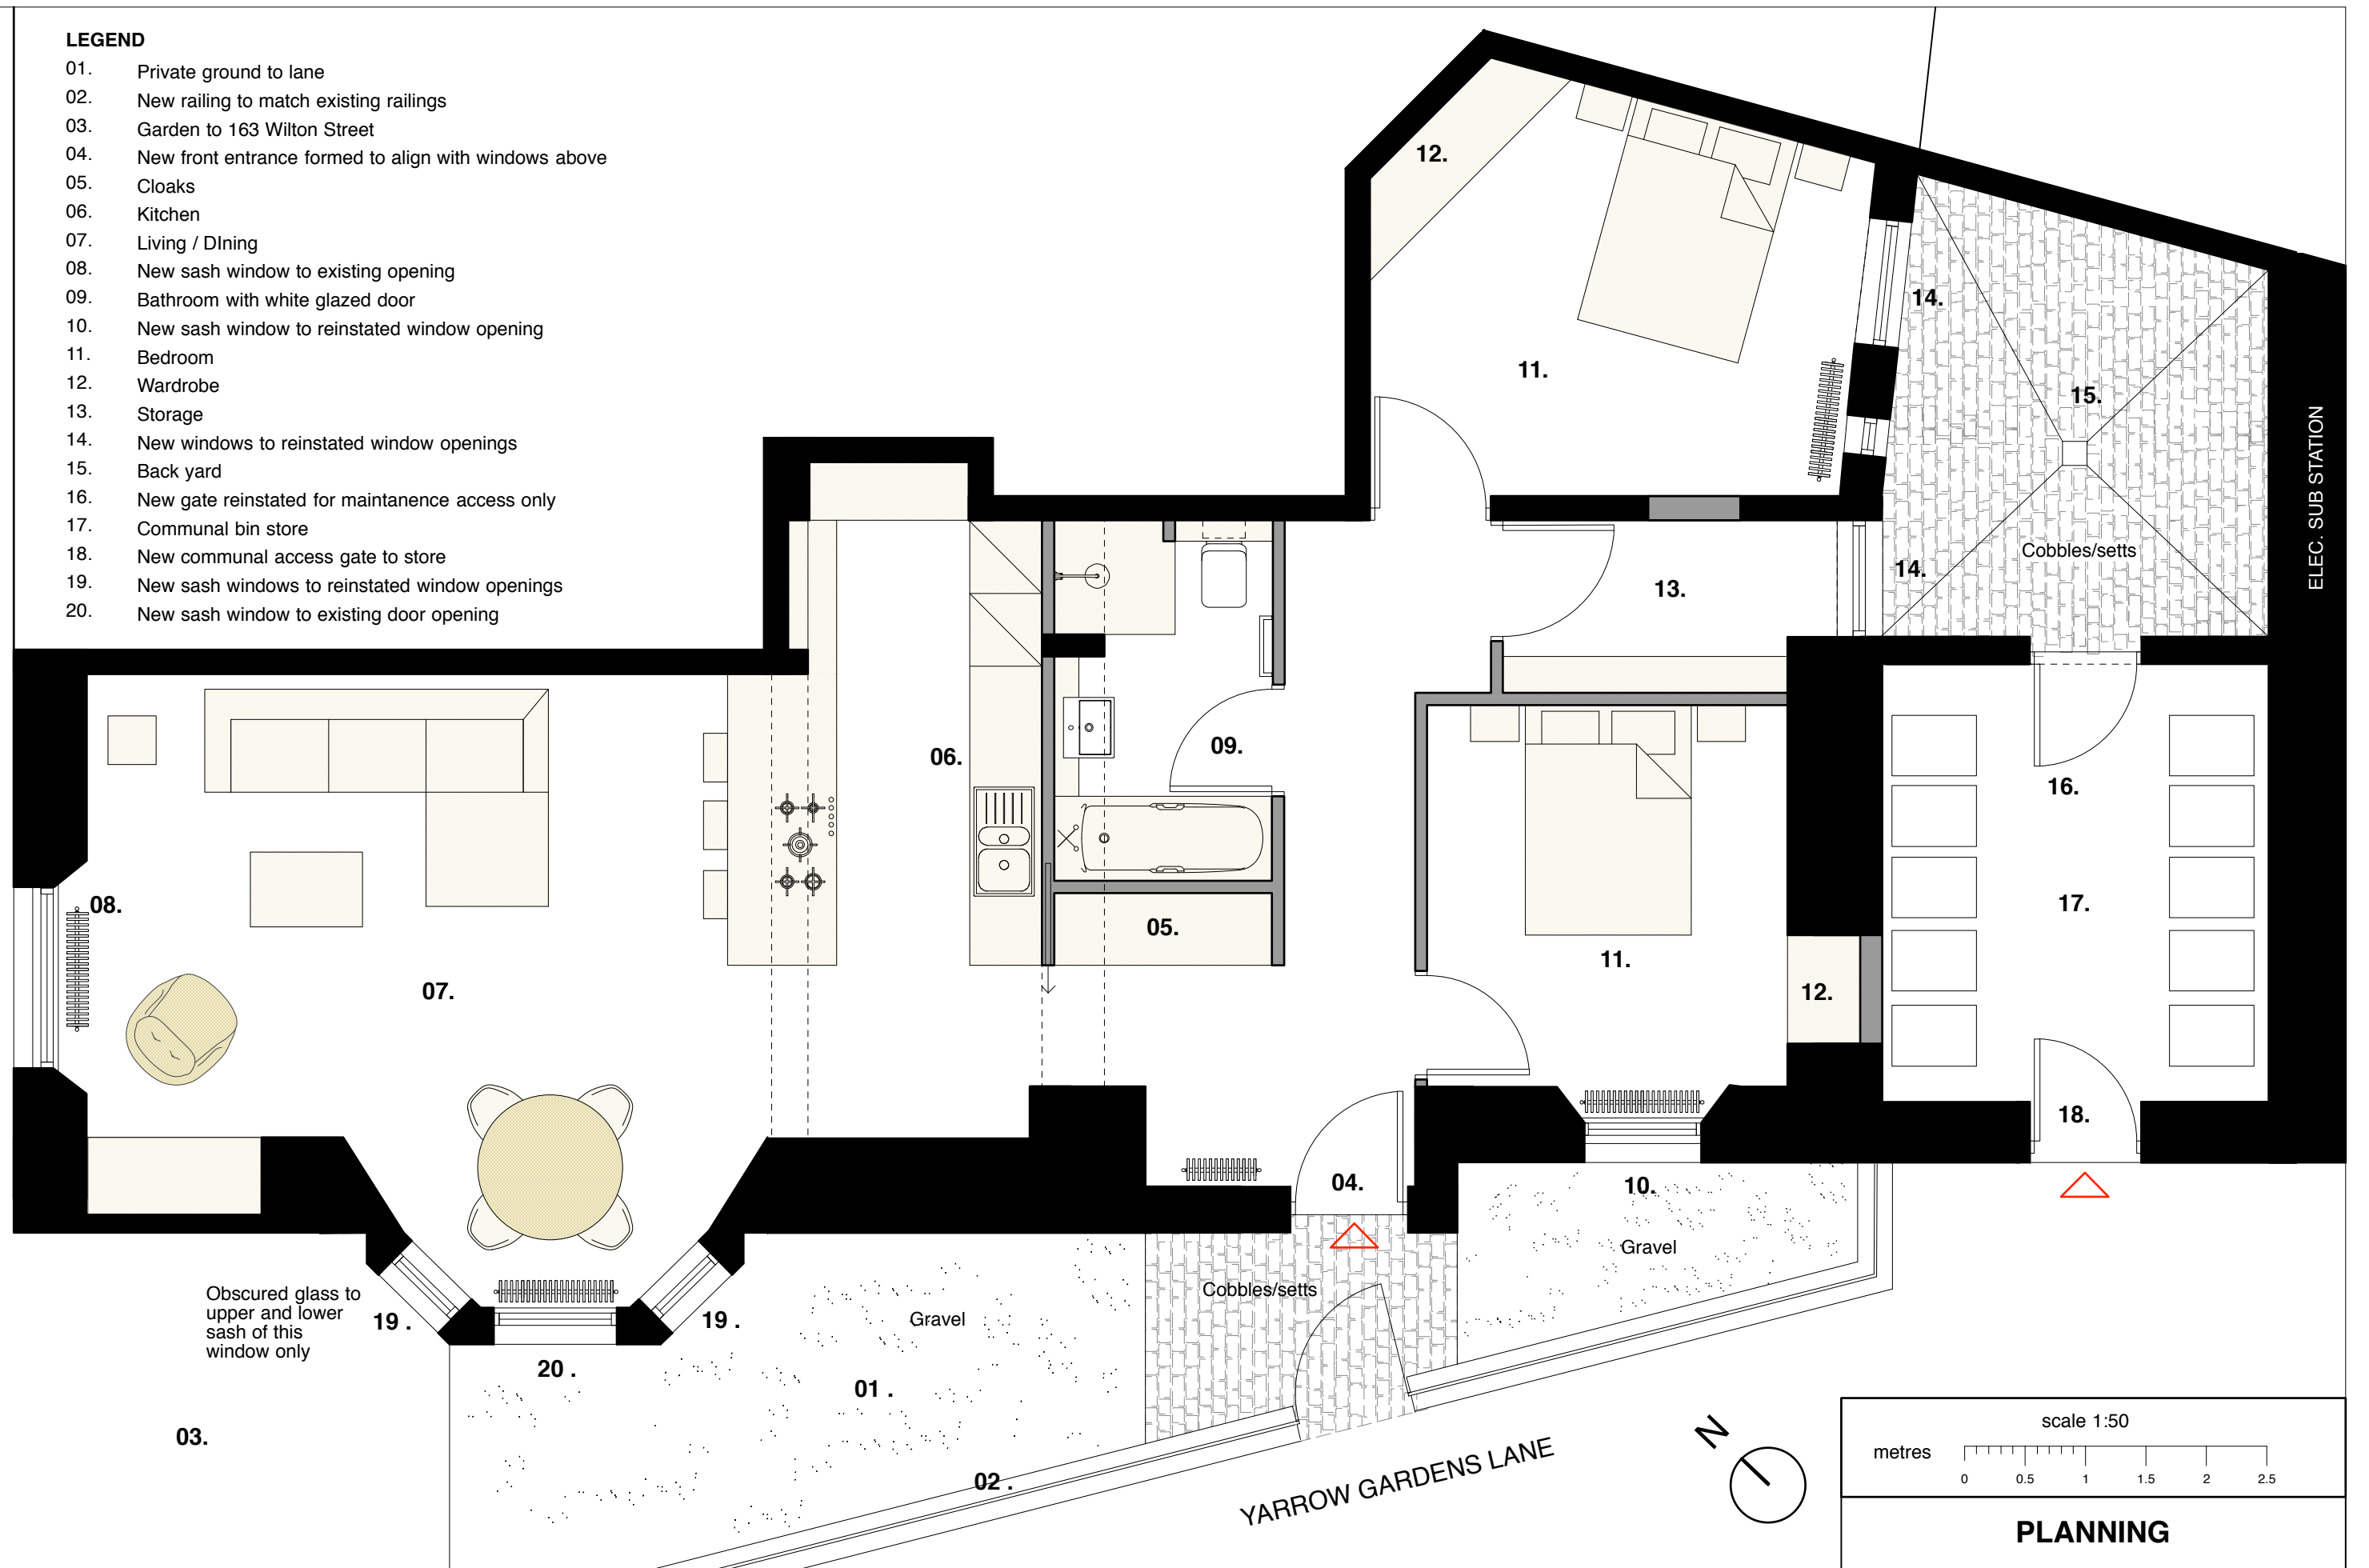 LEGEND
01. Private ground to lane
02. New railing to match existing railings
03. Garden to 163 Wilton Street
04. New front entrance formed to align with windows above
05. Cloaks
06. Kitchen
07. Living / DIning
08. New sash window to existing opening
09. Bathroom with white glazed door
10. New sash window to reinstated window opening
11. Bedroom
12. Wardrobe
13. Storage
14. New windows to reinstated window openings
15. Back yard
16. New gate reinstated for maintanence access only
17. Communal bin store
18. New communal access gate to store
19. New sash windows to reinstated window openings
20. New sash window to existing door opening
12.
11.
14.
15.
ELEC. SUB STATION
Cobbles/setts
14.
13.
06.
09.
16.
08.
05.
17.
11.
12.
07.
18.
04.
10.
Gravel
Cobbles/setts
Obscured glass to
upper and lower
sash of this
window only
19 .
19 .
Gravel
20 .
01 .
03.
02 .
YARROW GARDENS LANE
N
scale 1:50
metres
0 0.5 1 1.5 2 2.5
PLANNING